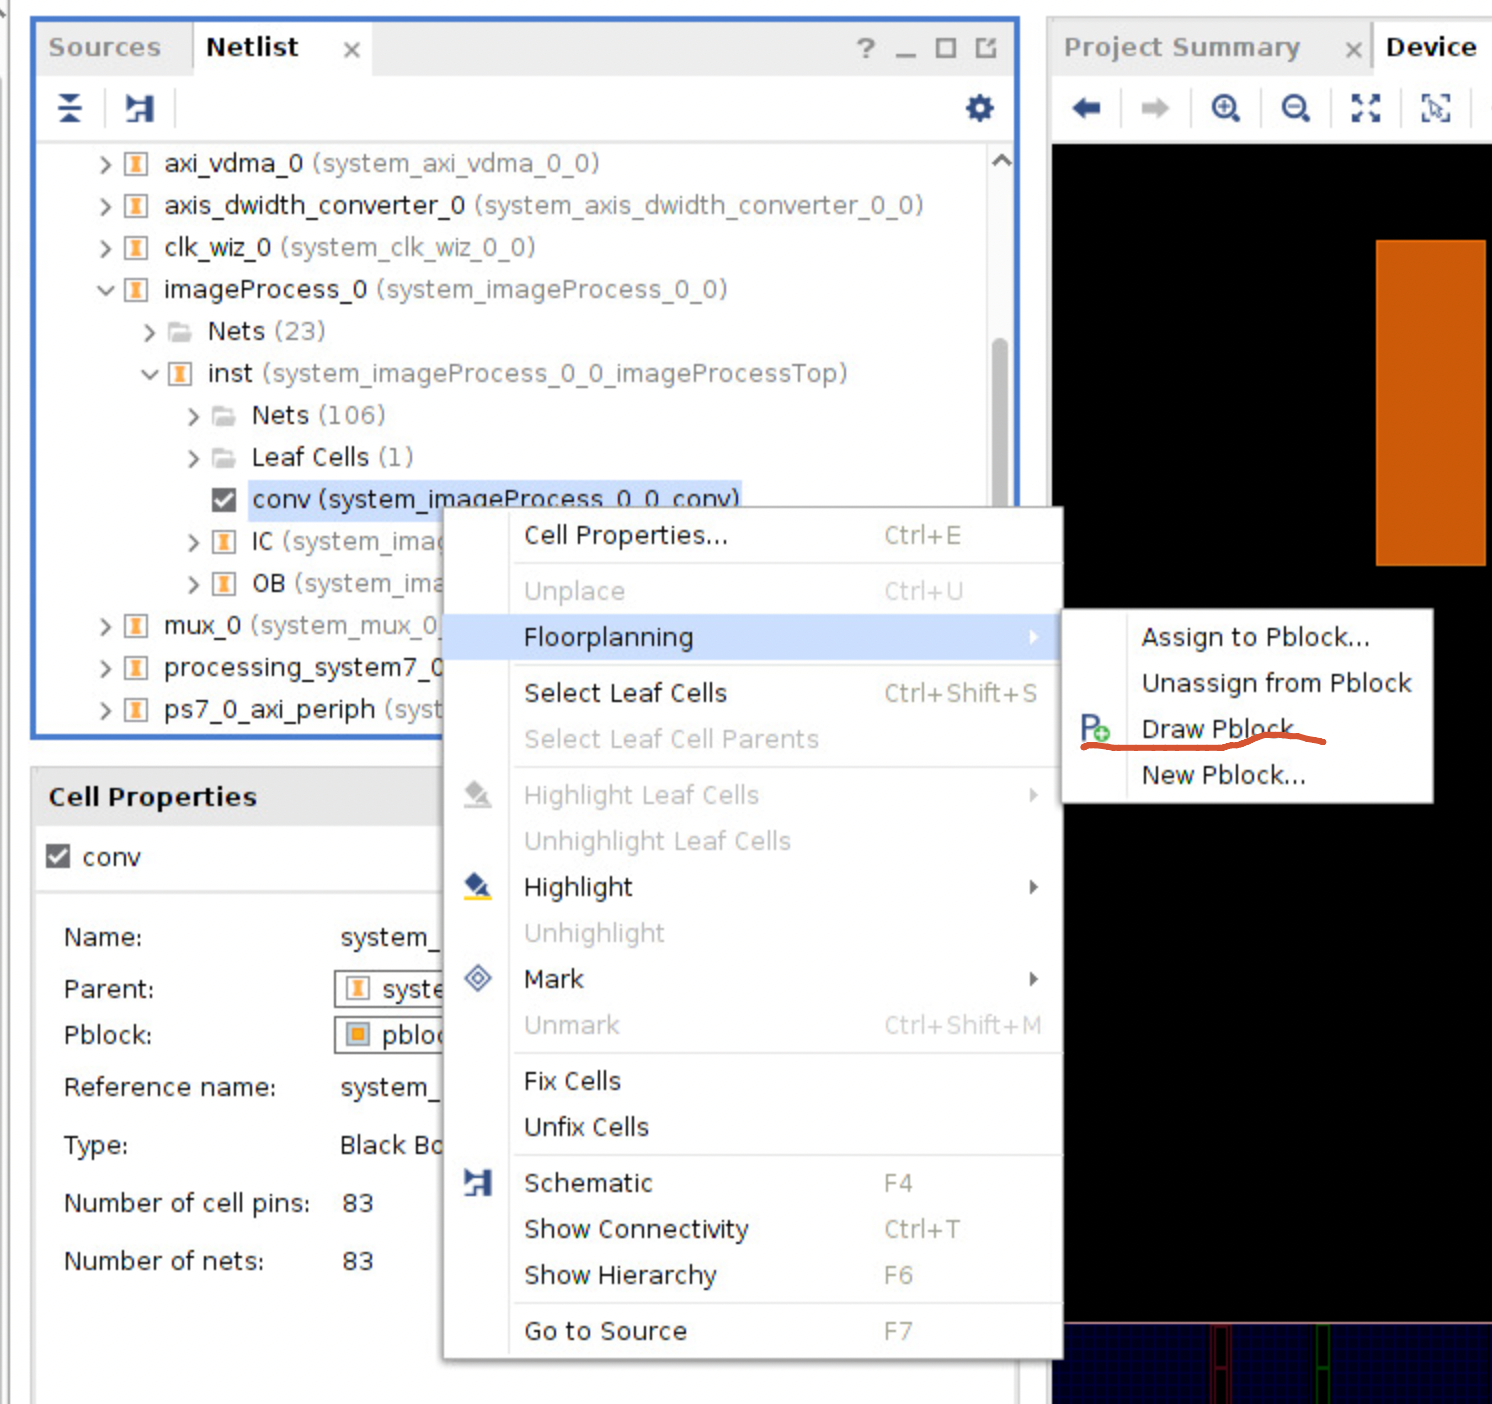 Sources Netlist
Project Summary Device
axi_vdma_0 (system_axi_vdma_0_0)
axis_dwidth_converter_0 (system_axis_dwidth_converter_0_0)
clk_wiz_0 (system_clk_wiz_0_0)
imageProcess_0 (system_imageProcess_0_0)
Nets (23)
inst (system_imageProcess_0_0_imageProcessTop)
Nets (106)
Leaf Cells (1)
conv (system_imageProcess_0_0_conv)
IC (system_imag
OB (system_ima
mux_0 (system_mux_0_
processing_system7_0
ps7_0_axi_periph (syst
Cell Properties... Ctrl+E
Unplace Ctrl+U
Floorplanning
Select Leaf Cells Ctrl+Shift+S
Select Leaf Cell Parents
Highlight Leaf Cells
Unhighlight Leaf Cells
Highlight
Unhighlight
Mark
Unmark Ctrl+Shift+M
Fix Cells
Unfix Cells
Schematic F4
Show Connectivity Ctrl+T
Show Hierarchy F6
Go to Source F7
Assign to Pblock...
Unassign from Pblock
Draw Pblock
New Pblock...
Cell Properties
conv
Name: system_
Parent: syste
Pblock: pbloc
Reference name: system_
Type: Black Bo
Number of cell pins: 83
Number of nets: 83